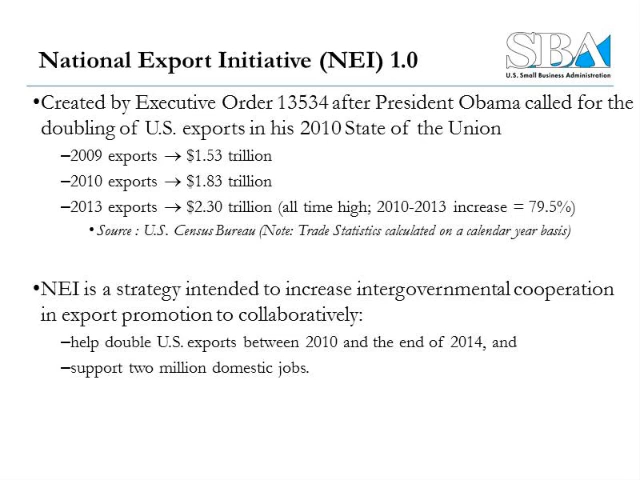 National Export Initiative (NEI) 1.0
SBA
U.S. Small Business Administration
•Created by Executive Order 13534 after President Obama called for the
doubling of U.S. exports in his 2010 State of the Union
–2009 exports → $1.53 trillion
–2010 exports → $1.83 trillion
–2013 exports → $2.30 trillion (all time high; 2010-2013 increase = 79.5%)
• Source : U.S. Census Bureau (Note: Trade Statistics calculated on a calendar year basis)
•NEI is a strategy intended to increase intergovernmental cooperation
in export promotion to collaboratively:
–help double U.S. exports between 2010 and the end of 2014, and
–support two million domestic jobs.